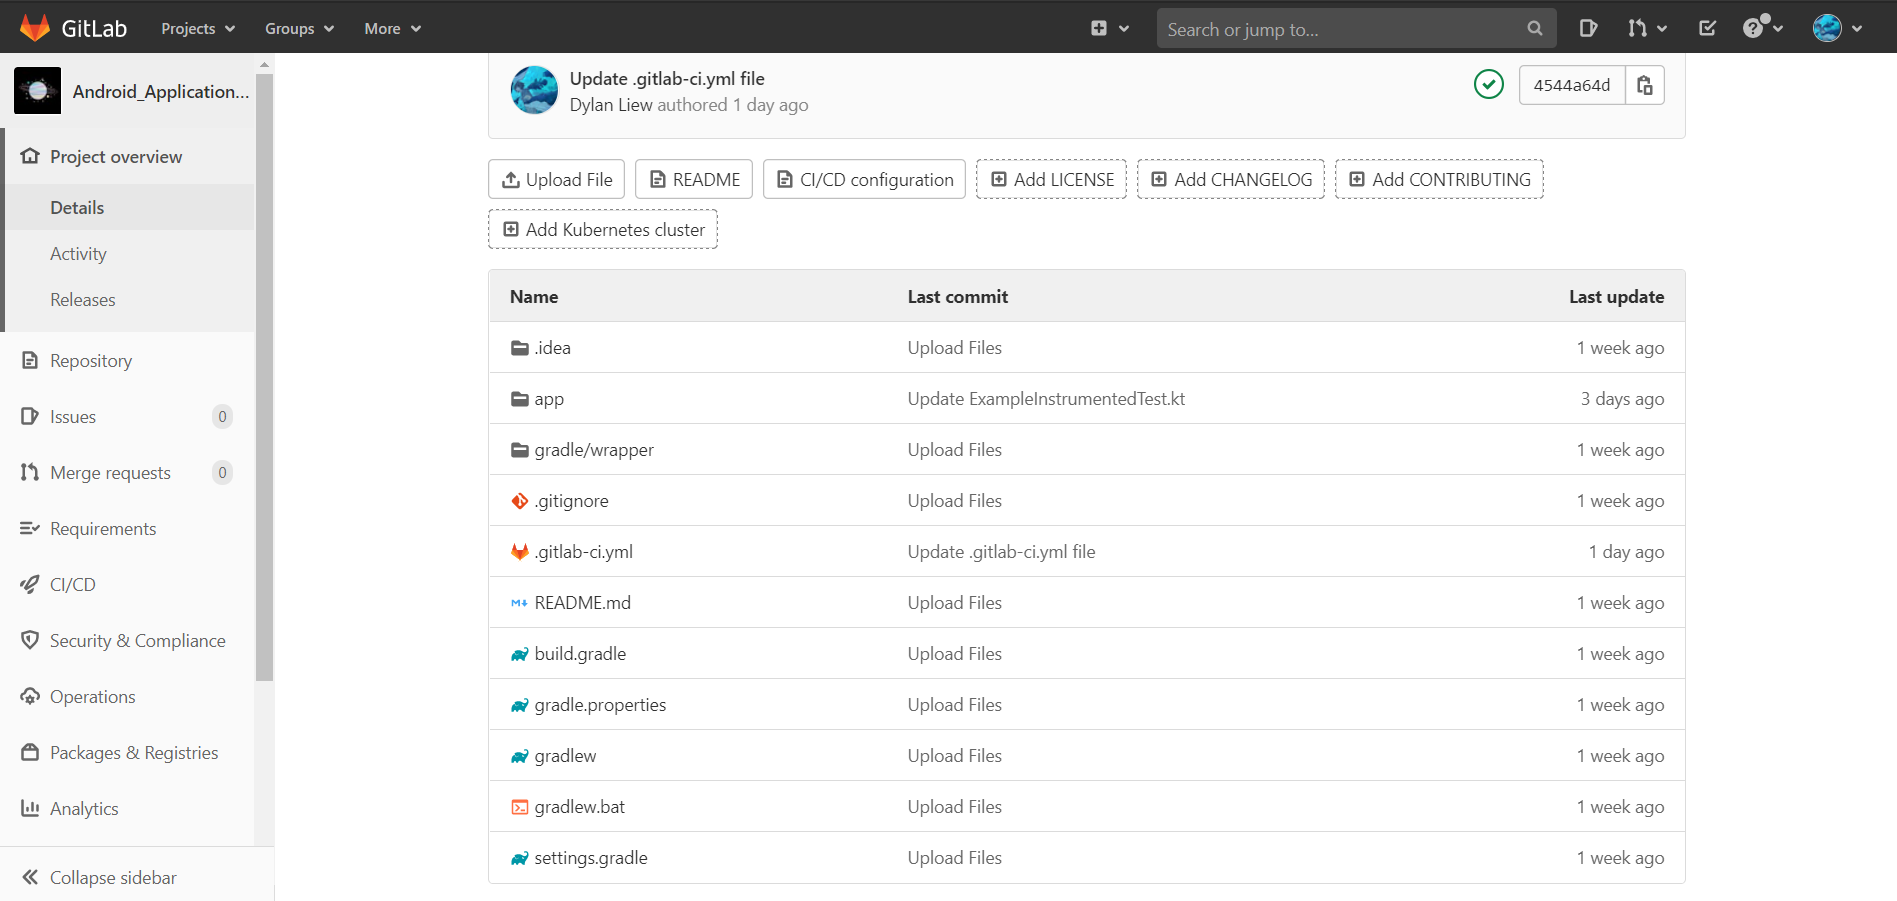 GitLab Projects Groups More Search or jump to...
Android_Application...
Project overview
Details
Activity
Releases
Repository
Issues 0
Merge requests 0
Requirements
CI/CD
Security & Compliance
Operations
Packages & Registries
Analytics
Collapse sidebar
Update .gitlab-ci.yml file
Dylan Liew authored 1 day ago
4544a64d
Upload File README CI/CD configuration Add LICENSE Add CHANGELOG Add CONTRIBUTING
Add Kubernetes cluster
Name Last commit Last update
.idea Upload Files 1 week ago
app Update ExampleInstrumentedTest.kt 3 days ago
gradle/wrapper Upload Files 1 week ago
.gitignore Upload Files 1 week ago
.gitlab-ci.yml Update .gitlab-ci.yml file 1 day ago
README.md Upload Files 1 week ago
build.gradle Upload Files 1 week ago
gradle.properties Upload Files 1 week ago
gradlew Upload Files 1 week ago
gradlew.bat Upload Files 1 week ago
settings.gradle Upload Files 1 week ago